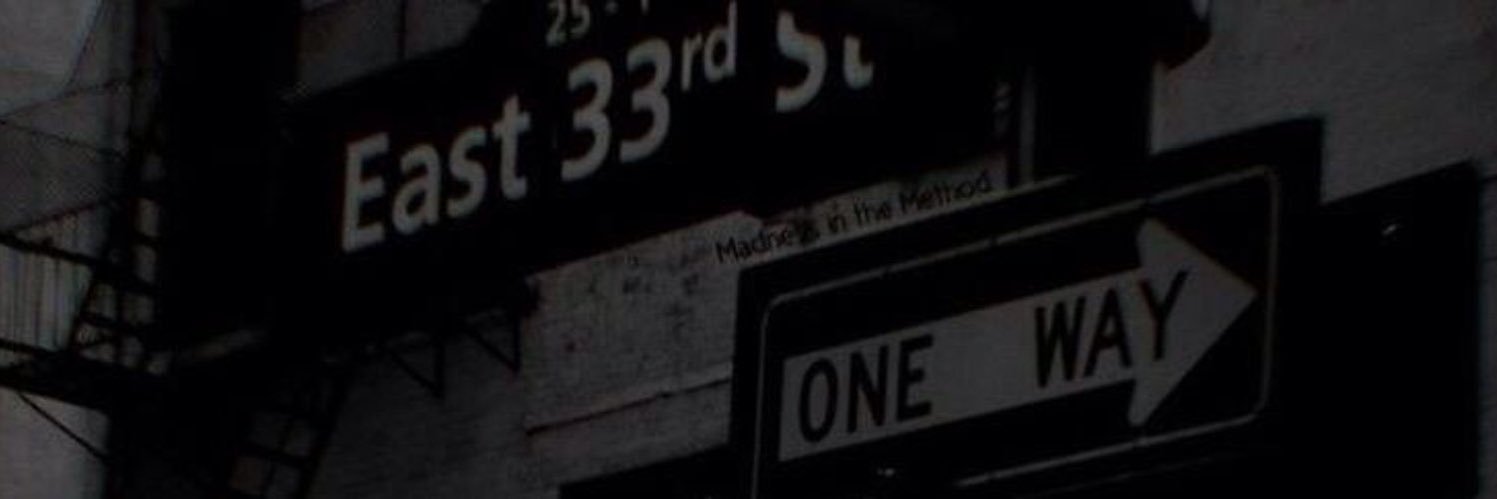 East 33rd St
Madness in the Method
ONE WAY